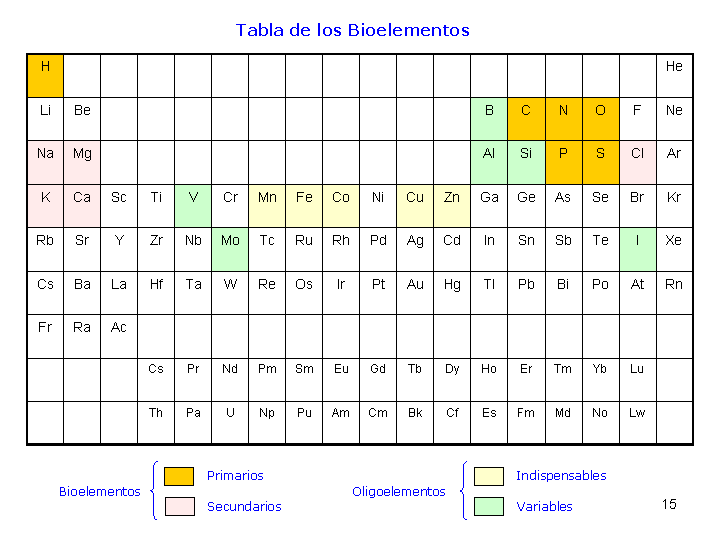 Tabla de los Bioelementos
H He
Li Be B C N O F Ne
Na Mg Al Si P S Cl Ar
K Ca Sc Ti V Cr Mn Fe Co Ni Cu Zn Ga Ge As Se Br Kr
Rb Sr Y Zr Nb Mo Tc Ru Rh Pd Ag Cd In Sn Sb Te I Xe
Cs Ba La Hf Ta W Re Os Ir Pt Au Hg Tl Pb Bi Po At Rn
Fr Ra Ac
Cs Pr Nd Pm Sm Eu Gd Tb Dy Ho Er Tm Yb Lu
Th Pa U Np Pu Am Cm Bk Cf Es Fm Md No Lw
Bioelementos
Primarios
Secundarios
Oligoelementos
Indispensables
Variables
15